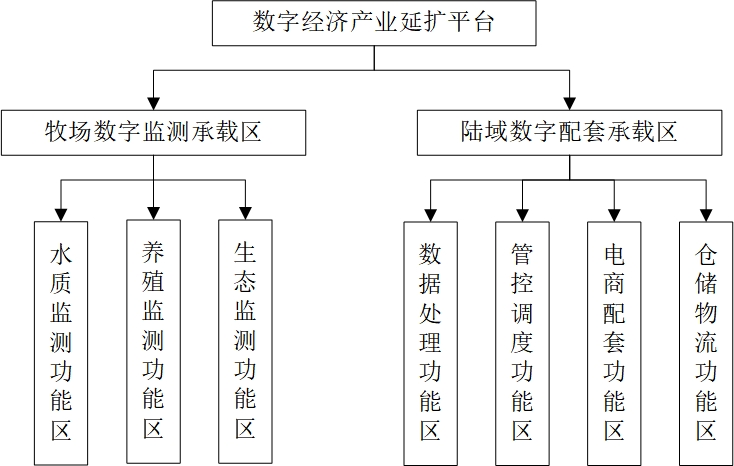 数字经济产业延扩平台
牧场数字监测承载区
陆域数字配套承载区
水质监测功能区
养殖监测功能区
生态监测功能区
数据处理功能区
管控调度功能区
电商配套功能区
仓储物流功能区